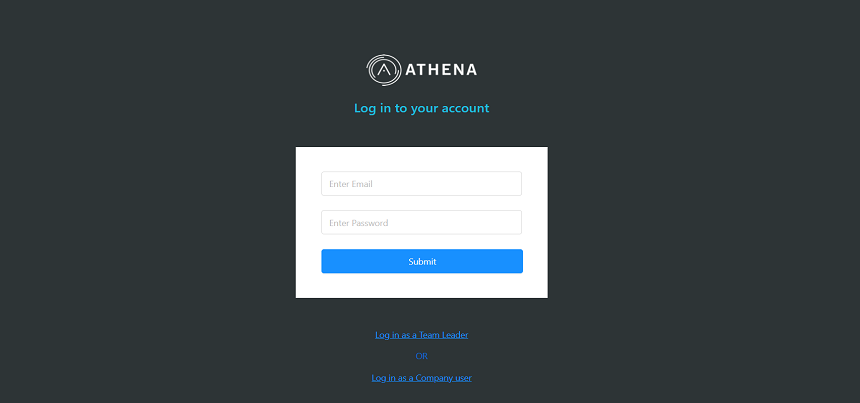 ATHENA
Log in to your account
Enter Email
Enter Password
Submit
Log in as a Team Leader
OR
Log in as a Company user